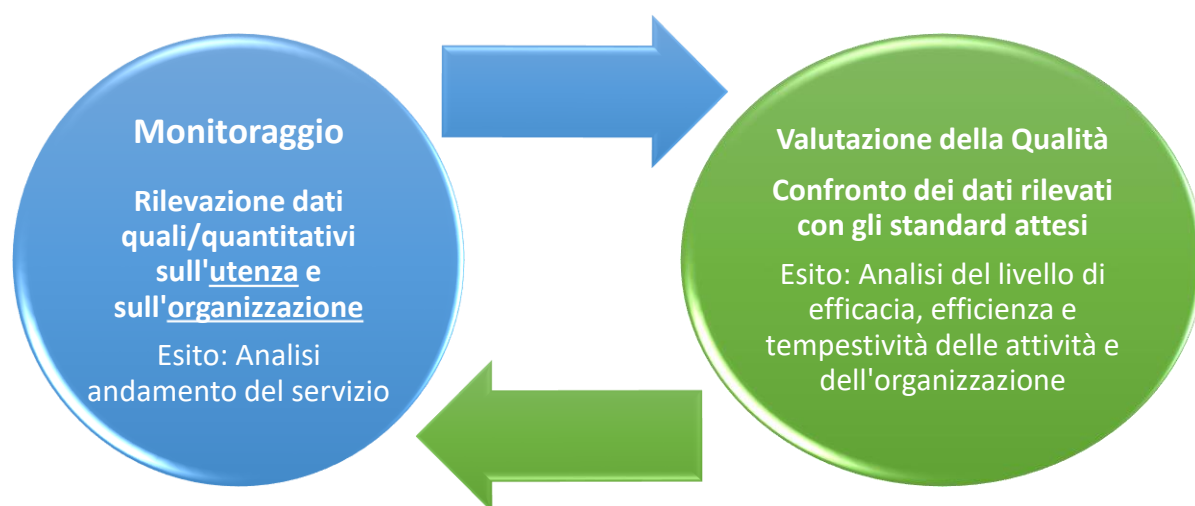 Monitoraggio
Rilevazione dati
quali/quantitativi
sull'utenza e
sull'organizzazione
Esito: Analisi
andamento del servizio
Valutazione della Qualità
Confronto dei dati rilevati
con gli standard attesi
Esito: Analisi del livello di
efficacia, efficienza e
tempestività delle attività e
dell'organizzazione